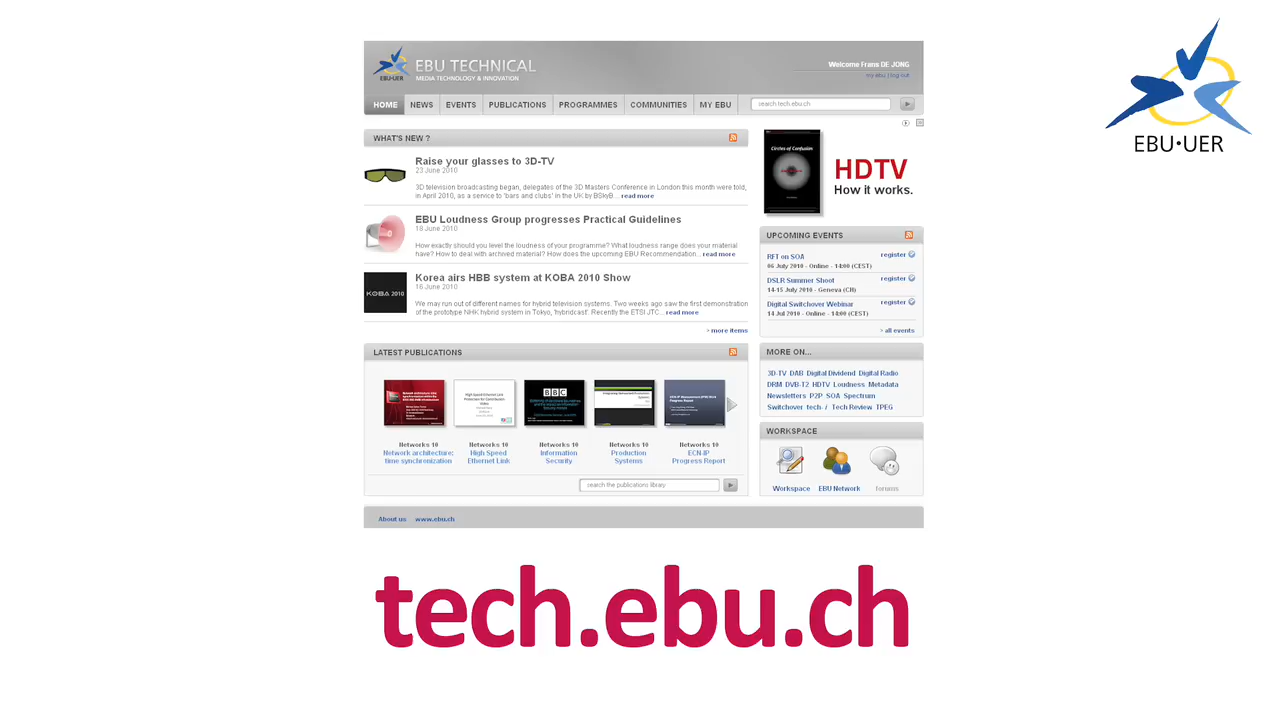 EBU TECHNICAL
MEDIA TECHNOLOGY & INNOVATION
EBU·UER
Welcome Frans DE JONG
my ebu | log out
HOME NEWS EVENTS PUBLICATIONS PROGRAMMES COMMUNITIES MY EBU
search tech.ebu.ch
EBU·UER
WHAT'S NEW ?
Raise your glasses to 3D-TV
23 June 2010
3D television broadcasting began, delegates of the 3D Masters Conference in London this month were told,
in April 2010, as a service to 'bars and clubs' in the UK by BSkyB... read more
EBU Loudness Group progresses Practical Guidelines
18 June 2010
How exactly should you level the loudness of your programme? What loudness range does your material
have? How to deal with archived material? How does the upcoming EBU Recommendation... read more
KOBA 2010
Korea airs HBB system at KOBA 2010 Show
16 June 2010
We may run out of different names for hybrid television systems. Two weeks ago saw the first demonstration
of the prototype NHK hybrid system in Tokyo, 'hybridcast'. Recently the ETSI JTC... read more
> more items
Circles of Confusion
HDTV
How it works.
UPCOMING EVENTS
RFT on SOA register
06 July 2010 - Online - 14:00 (CEST)
DSLR Summer Shoot register
14-15 July 2010 - Geneva (CH)
Digital Switchover Webinar register
14 Jul 2010 - Online - 14:00 (CEST)
> all events
LATEST PUBLICATIONS
BBC
Networks 10
Network architecture:
time synchronization
Networks 10
High Speed
Ethernet Link
Networks 10
Information
Security
Networks 10
Production
Systems
Networks 10
ECN-IP
Progress Report
search the publications library
MORE ON...
3D-TV DAB Digital Dividend Digital Radio
DRM DVB-T2 HDTV Loudness Metadata
Newsletters P2P SOA Spectrum
Switchover tech-i Tech Review TPEG
WORKSPACE
Workspace EBU Network forums
About us www.ebu.ch
tech.ebu.ch